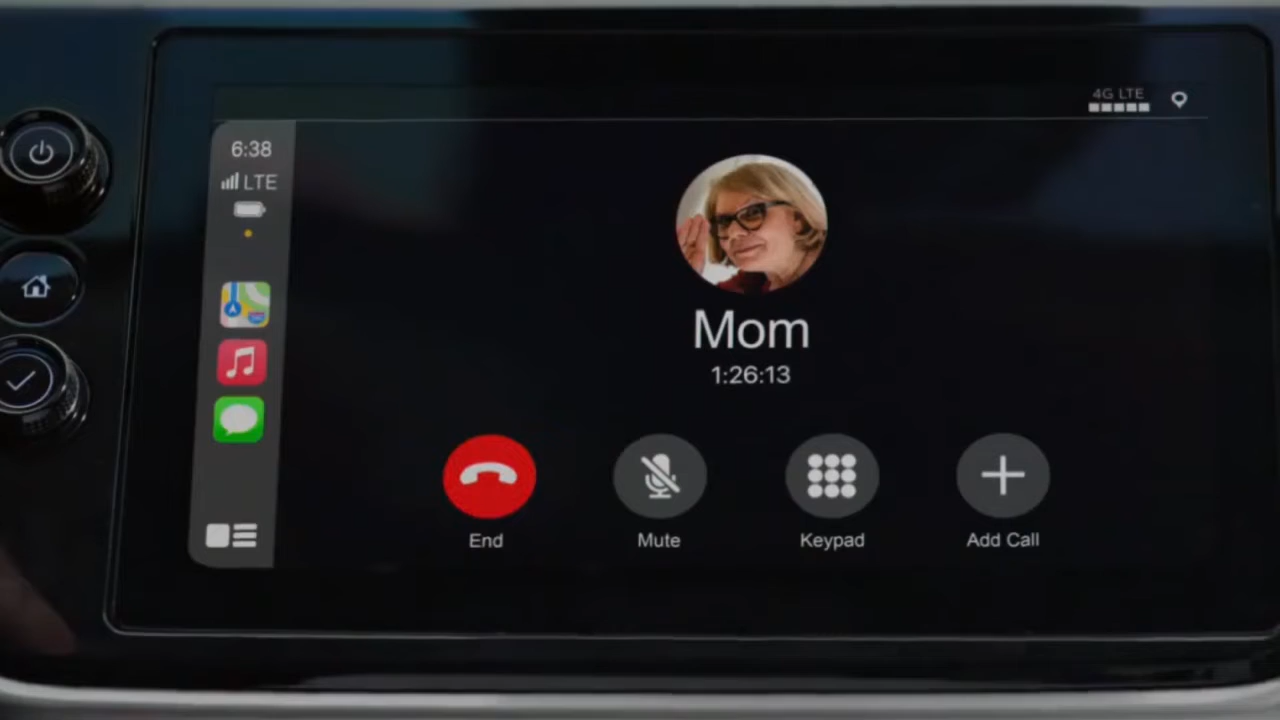 4G LTE
6:38
LTE
Mom
1:26:13
End
Mute
Keypad
Add Call